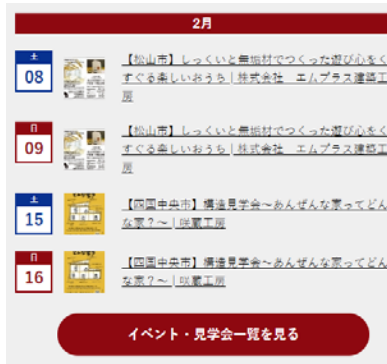 2月
土
08
【松山市】しっくいと無垢材でつくった遊び心をく
すぐる楽しいおうち | 株式会社 エムプラス建築工
房
日
09
【松山市】しっくいと無垢材でつくった遊び心をく
すぐる楽しいおうち | 株式会社 エムプラス建築工
房
土
15
【四国中央市】構造見学会～あんぜんな家ってどん
な家？～ | 咲蔵工房
日
16
【四国中央市】構造見学会～あんぜんな家ってどん
な家？～ | 咲蔵工房
イベント・見学会一覧を見る